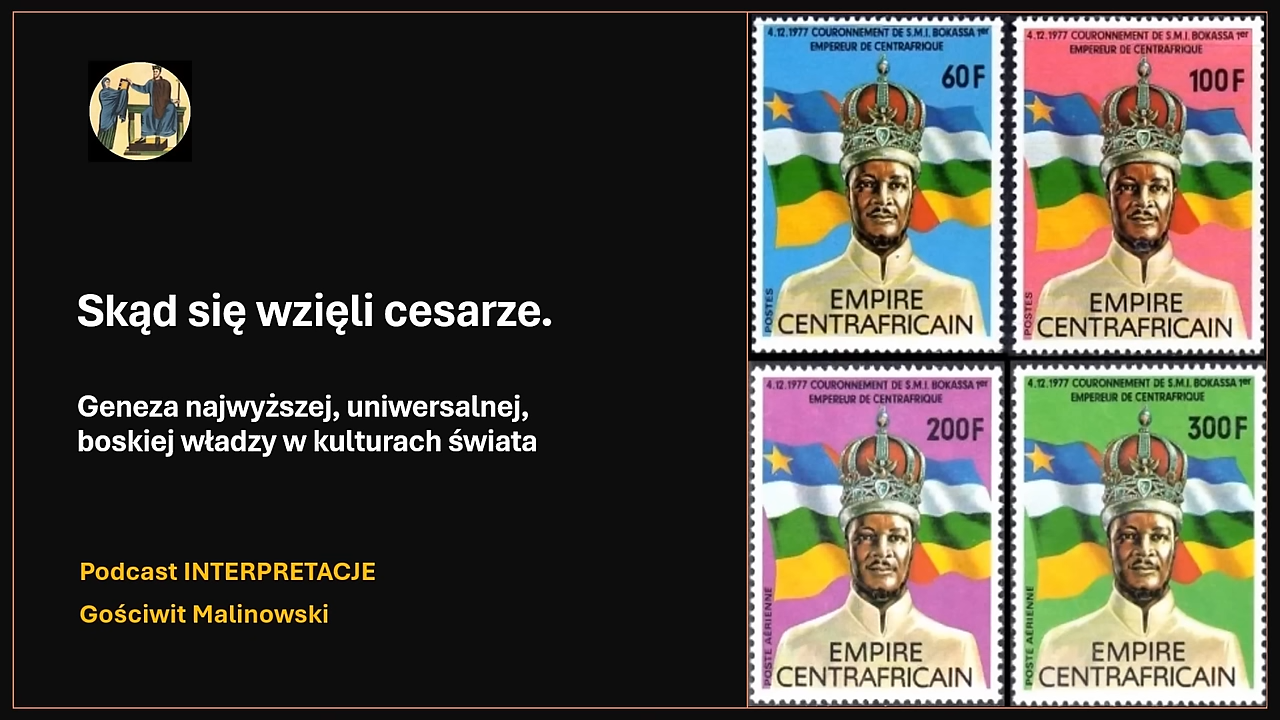 Skąd się wzięli cesarze.
Geneza najwyższej, uniwersalnej,
boskiej władzy w kulturach świata
Podcast INTERPRETACJE
Gościwit Malinowski
4.12.1977 COURONNEMENT DE S.M.I. BOKASSA 1er
EMPEREUR DE CENTRAFRIQUE
60F
POSTES
EMPIRE
CENTRAFRICAIN
4.12.1977 COURONNEMENT DE S.M.I. BOKASSA 1er
EMPEREUR DE CENTRAFRIQUE
100F
POSTES
EMPIRE
CENTRAFRICAIN
4.12.1977 COURONNEMENT DE S.M.I. BOKASSA 1er
EMPEREUR DE CENTRAFRIQUE
200F
POSTE AÉRIENNE
EMPIRE
CENTRAFRICAIN
4.12.1977 COURONNEMENT DE S.M.I. BOKASSA 1er
EMPEREUR DE CENTRAFRIQUE
300F
POSTE AÉRIENNE
EMPIRE
CENTRAFRICAIN